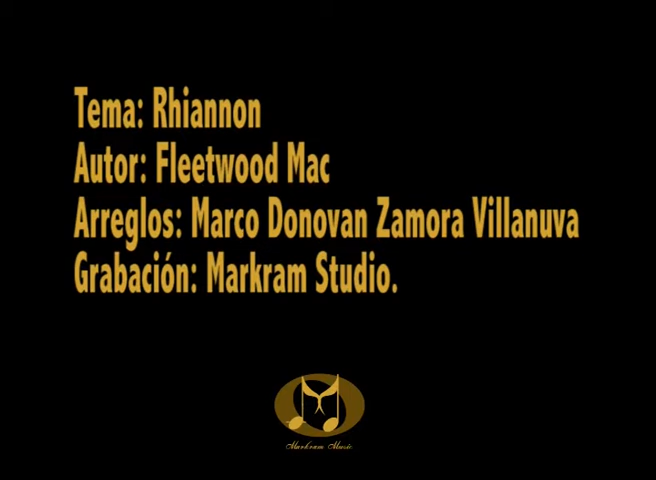 Tema: Rhiannon
Autor: Fleetwood Mac
Arreglos: Marco Donovan Zamora Villanuva
Grabación: Markram Studio.
Markram Music